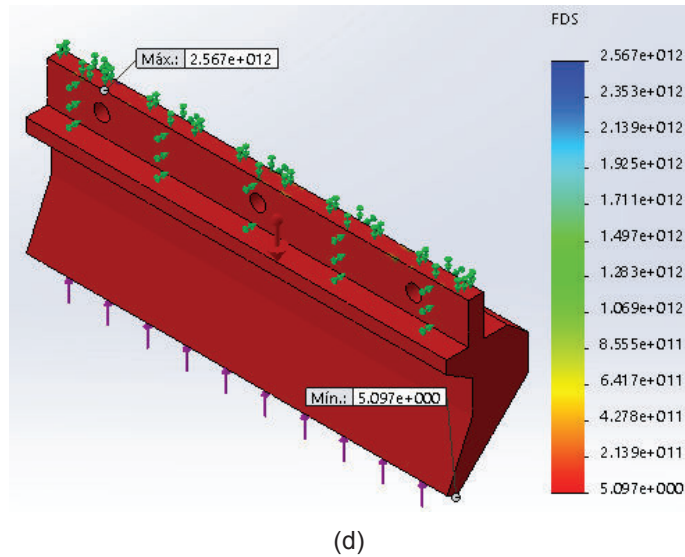 FDS
Máx.: 2.567e+012
2.567e+012
2.353e+012
2.139e+012
1.925e+012
1.711e+012
1.497e+012
1.283e+012
1.069e+012
8.555e+011
6.417e+011
4.278e+011
2.139e+011
5.097e+000
Mín.: 5.097e+000
(d)